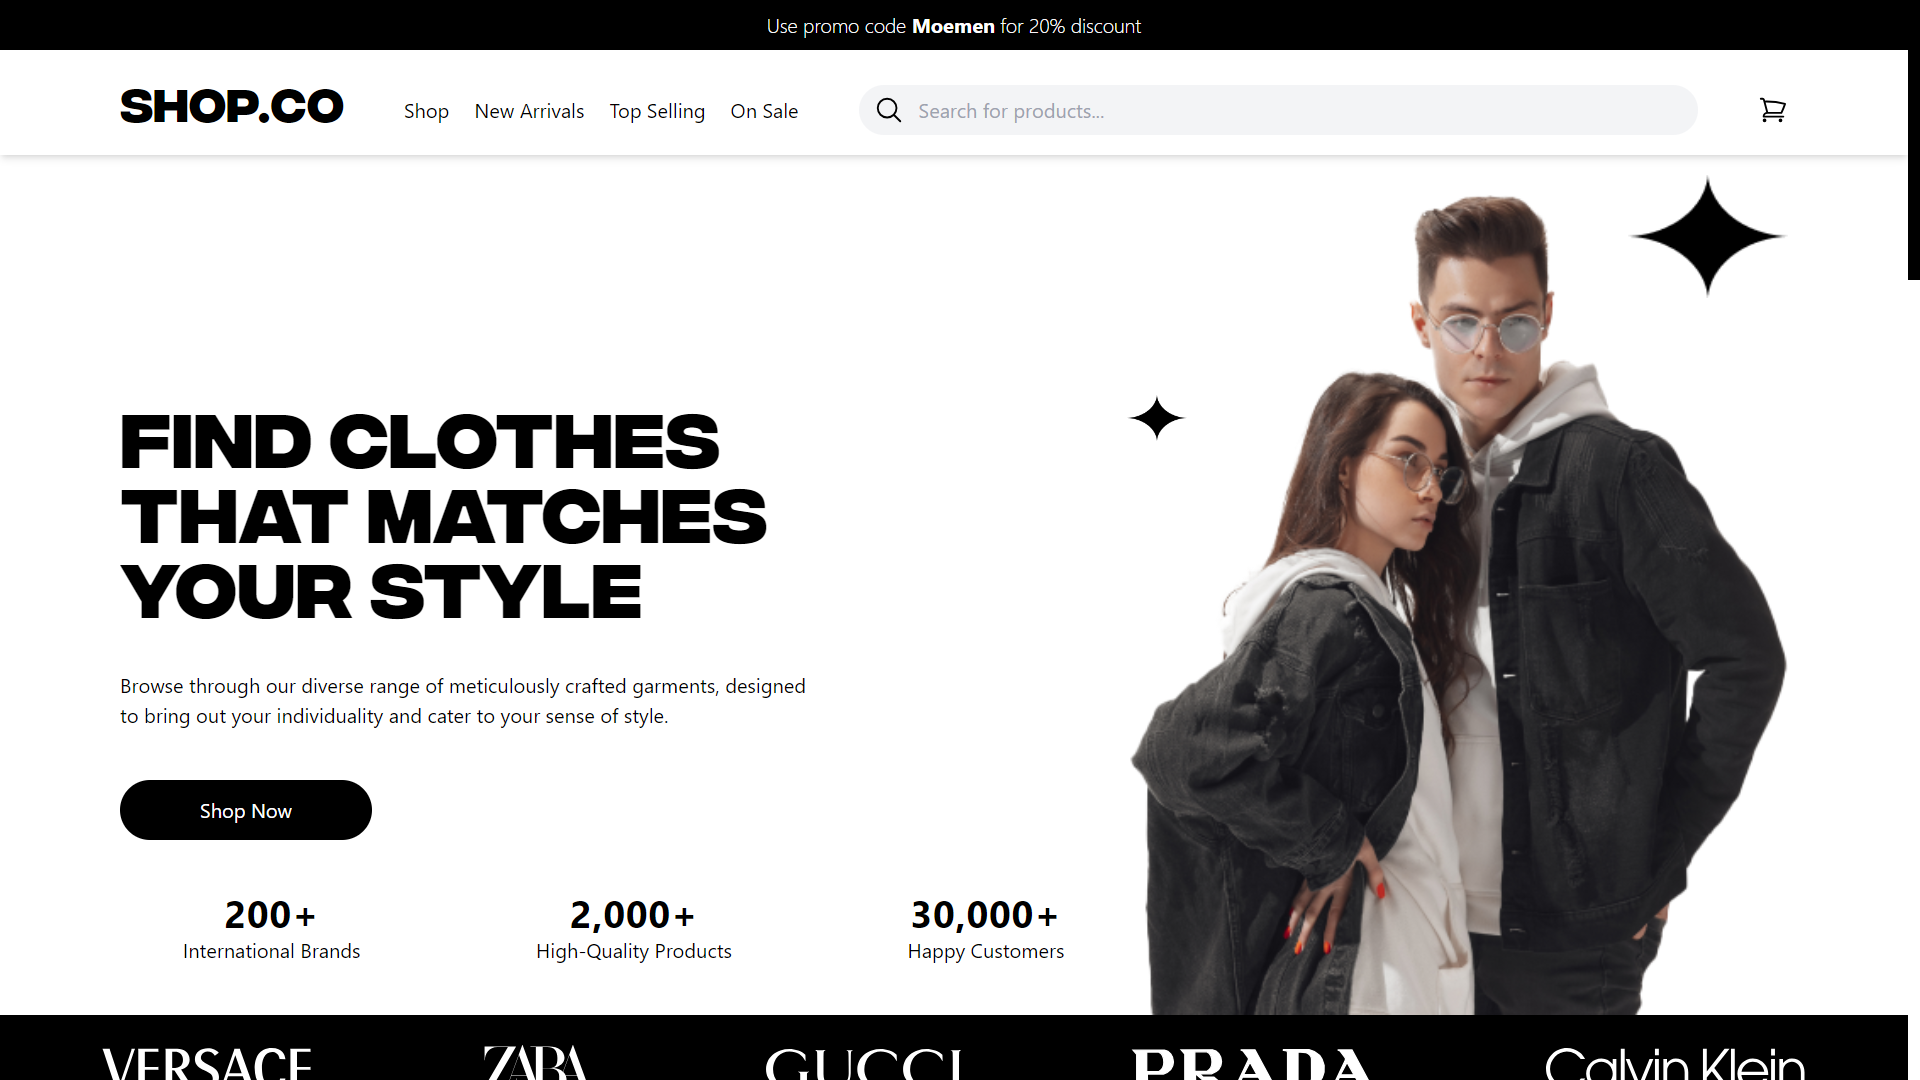 Use promo code Moemen for 20% discount
SHOP.CO
Shop
New Arrivals
Top Selling
On Sale
Search for products...
FIND CLOTHES
THAT MATCHES
YOUR STYLE
Browse through our diverse range of meticulously crafted garments, designed
to bring out your individuality and cater to your sense of style.
Shop Now
200+
International Brands
2,000+
High-Quality Products
30,000+
Happy Customers
VERSACE
ZARA
GUCCI
PRADA
Calvin Klein